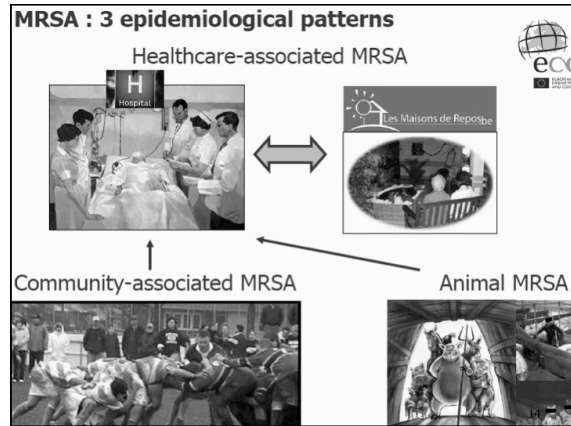 MRSA : 3 epidemiological patterns
Healthcare-associated MRSA
H
Hospital
Les Maisons de Repos.be
Community-associated MRSA
Animal MRSA
14